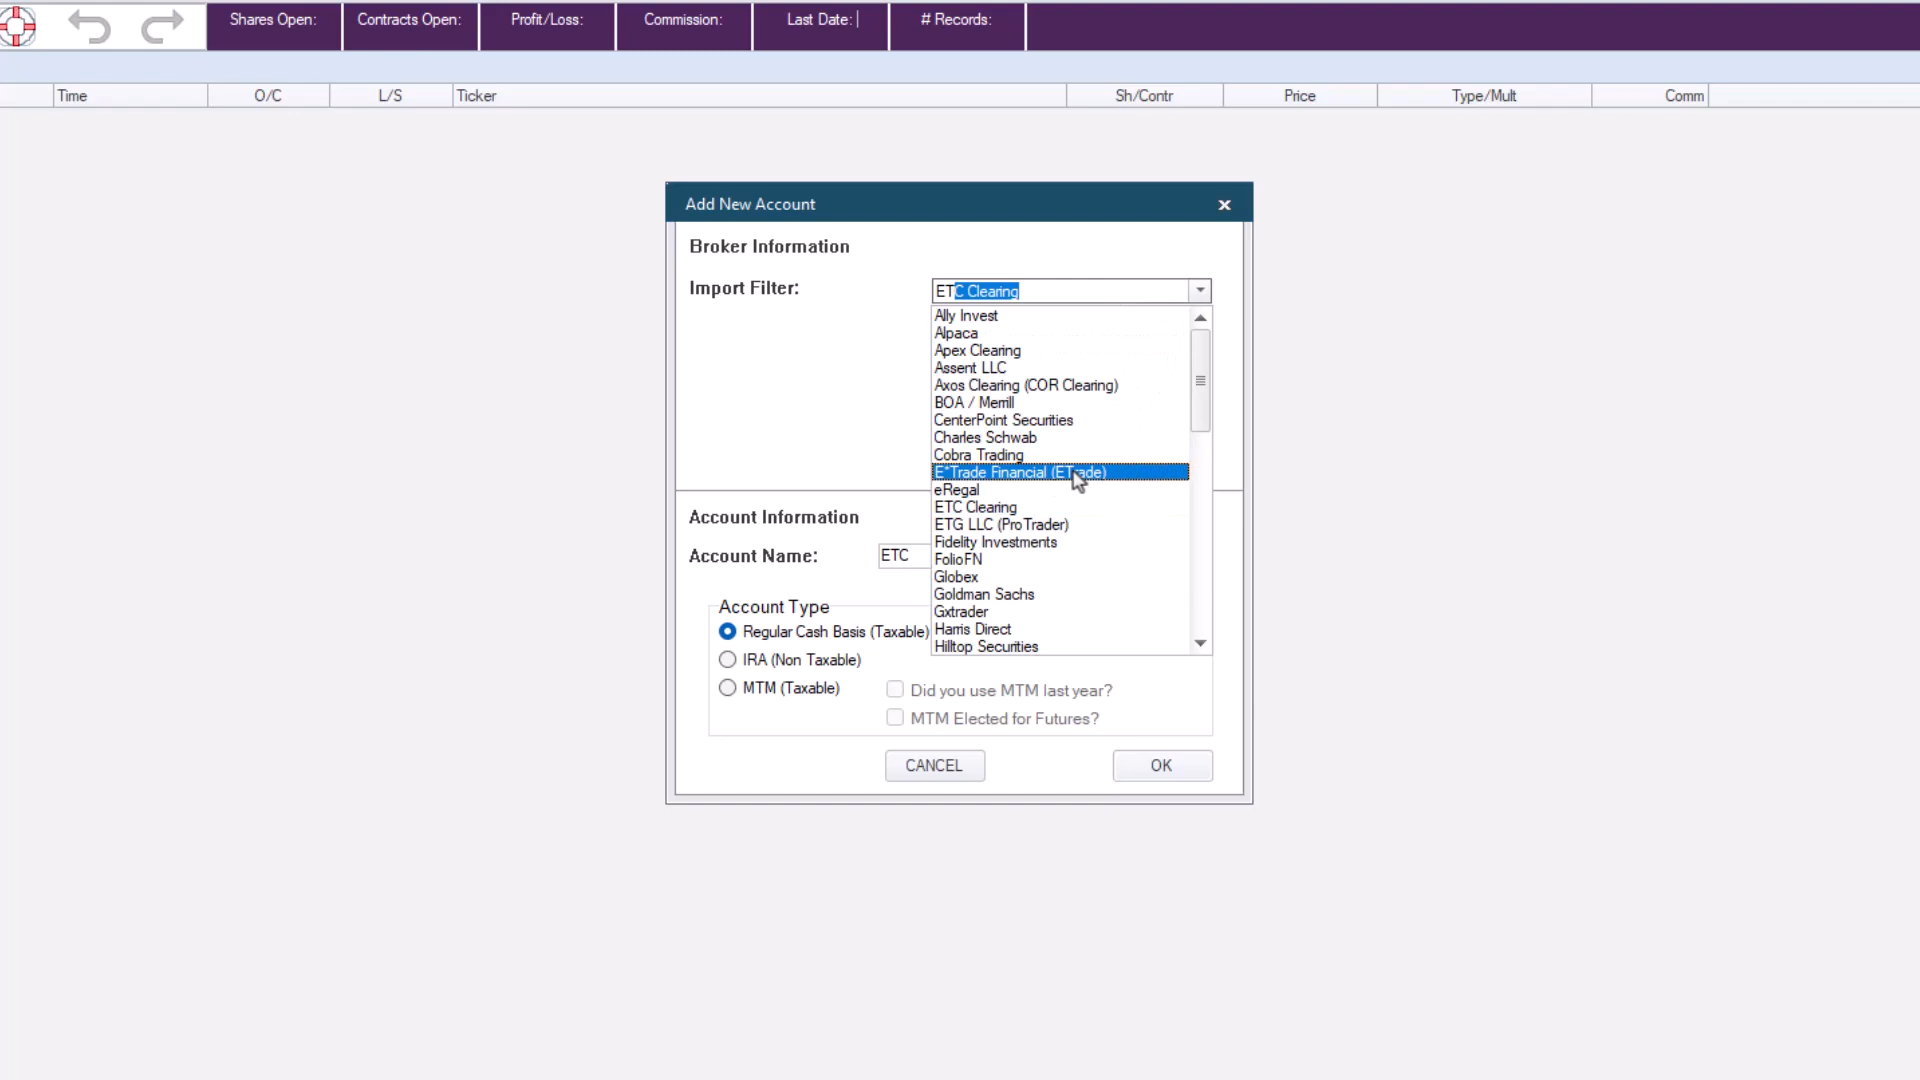 Shares Open:
Contracts Open:
Profit/Loss:
Commission:
Last Date:
# Records:
Time
O/C
L/S
Ticker
Sh/Contr
Price
Type/Mult
Comm
Add New Account
Broker Information
Import Filter:
ETC Clearing
Ally Invest
Alpaca
Apex Clearing
Assent LLC
Axos Clearing (COR Clearing)
BOA / Merrill
CenterPoint Securities
Charles Schwab
Cobra Trading
E*Trade Financial (ETrade)
eRegal
ETC Clearing
ETG LLC (ProTrader)
Fidelity Investments
FolioFN
Globex
Goldman Sachs
Gxtrader
Harris Direct
Hilltop Securities
Account Information
Account Name:
ETC
Account Type
Regular Cash Basis (Taxable)
IRA (Non Taxable)
MTM (Taxable)
Did you use MTM last year?
MTM Elected for Futures?
CANCEL
OK